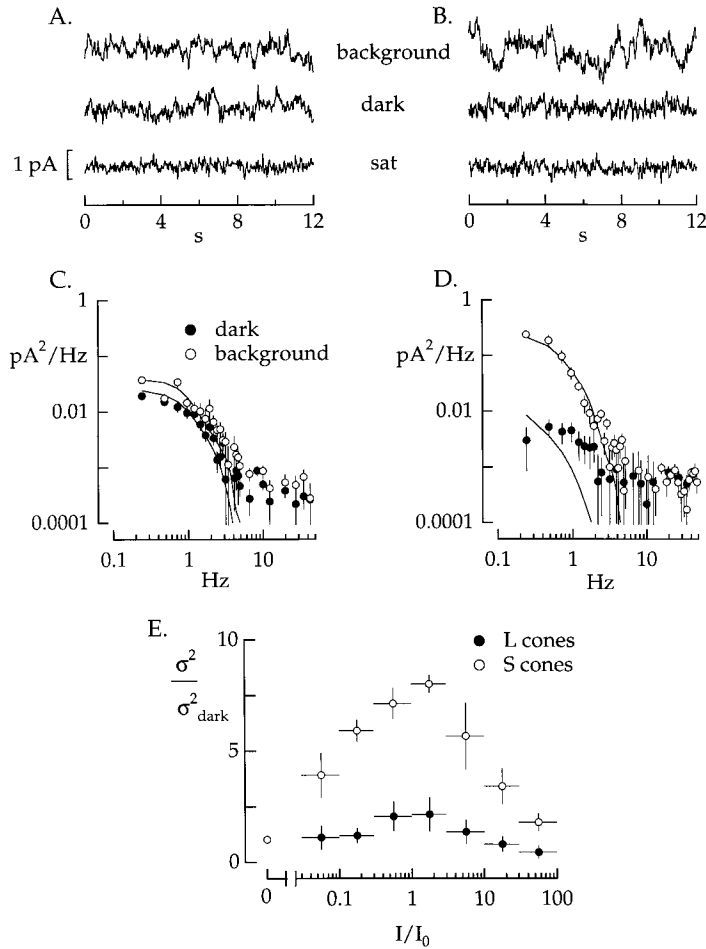 A.
B.
background
dark
1 pA
sat
0 4 8 12
s
0 4 8 12
s
C.
D.
1
dark
background
pA²/Hz
0.01
0.0001
0.1 1 10
Hz
1
pA²/Hz
0.01
0.0001
0.1 1 10
Hz
E.
L cones
S cones
σ²
σ²dark
10
5
0
0 0.1 1 10 100
I/I₀